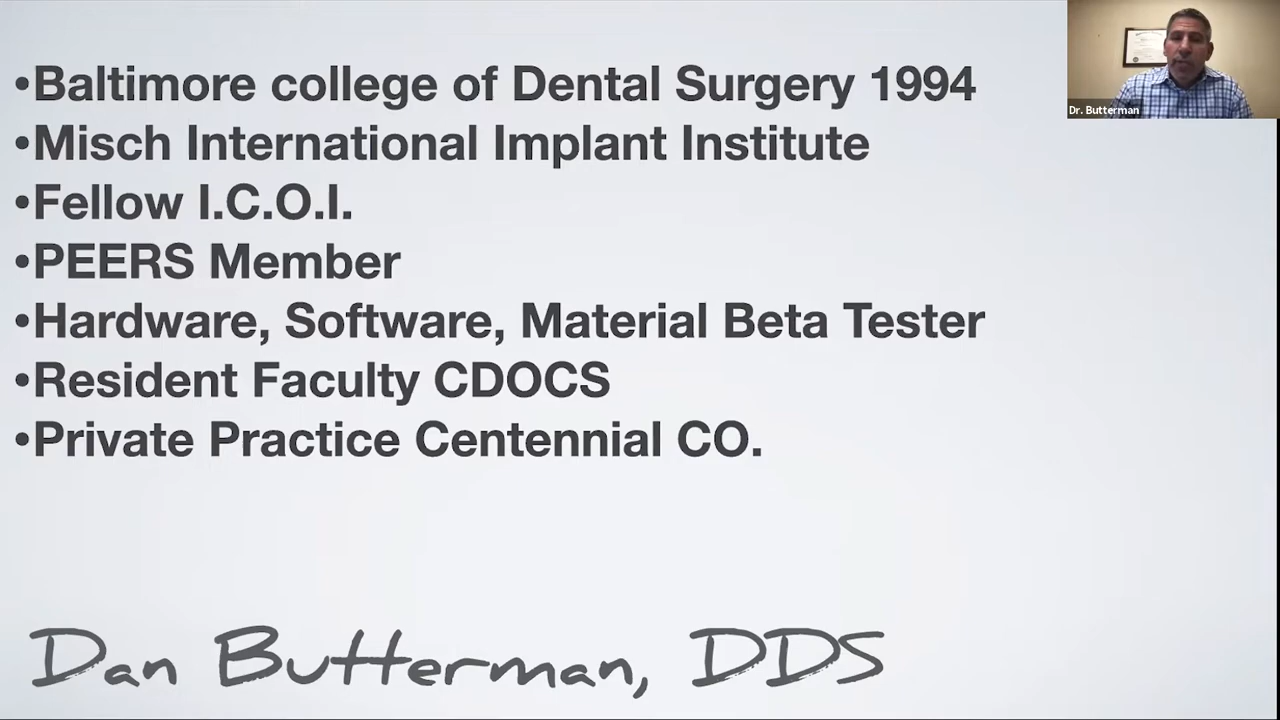 •Baltimore college of Dental Surgery 1994
•Misch International Implant Institute
•Fellow I.C.O.I.
•PEERS Member
•Hardware, Software, Material Beta Tester
•Resident Faculty CDOCS
•Private Practice Centennial CO.
Dan Butterman, DDS
Dr. Butterman